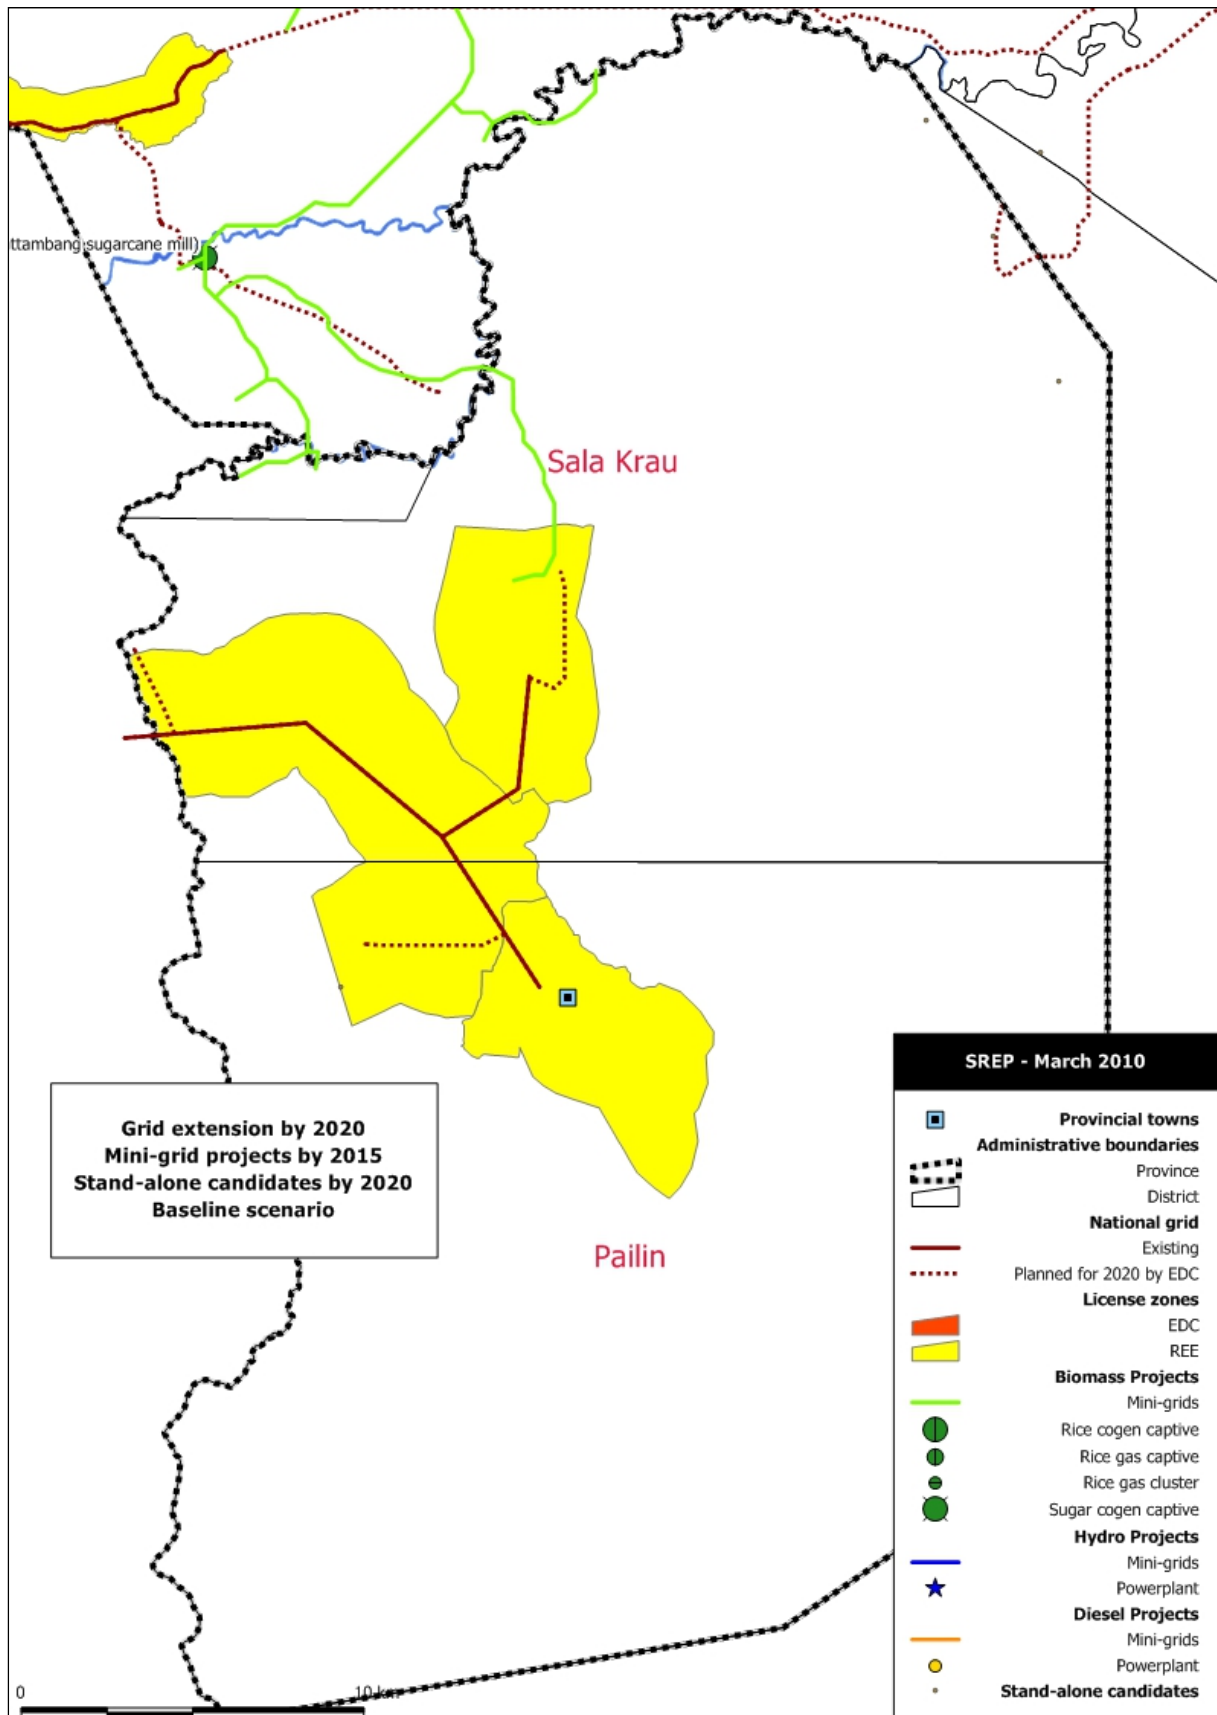 ttambang sugarcane mill)
Sala Krau
Grid extension by 2020
Mini-grid projects by 2015
Stand-alone candidates by 2020
Baseline scenario
Pailin
SREP - March 2010
Provincial towns
Administrative boundaries
Province
District
National grid
Existing
Planned for 2020 by EDC
License zones
EDC
REE
Biomass Projects
Mini-grids
Rice cogen captive
Rice gas captive
Rice gas cluster
Sugar cogen captive
Hydro Projects
Mini-grids
Powerplant
Diesel Projects
Mini-grids
Powerplant
Stand-alone candidates
0
10 km